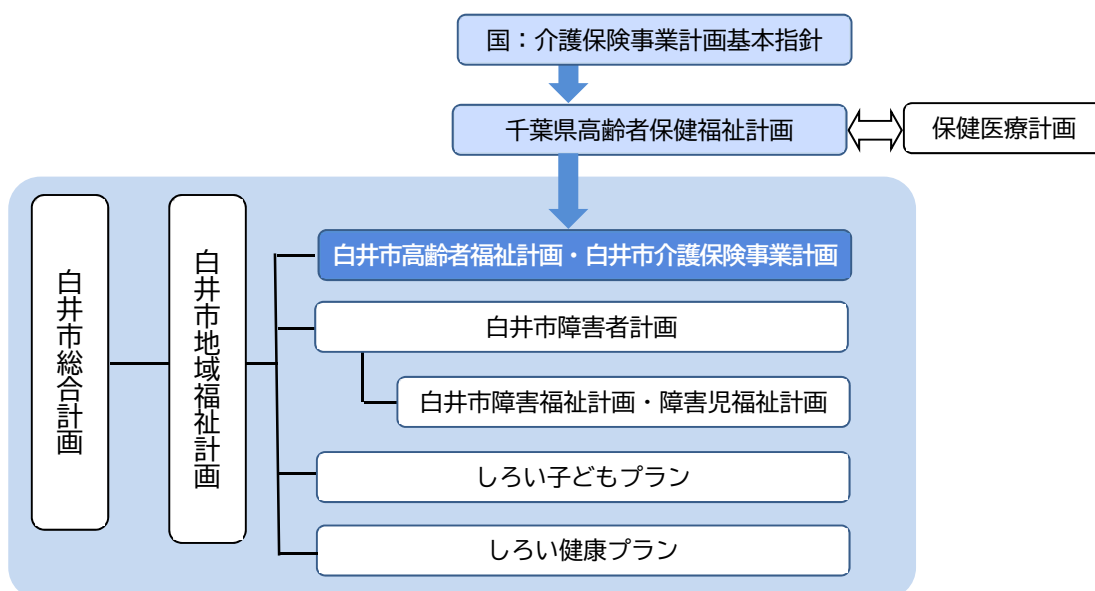 国：介護保険事業計画基本指針
千葉県高齢者保健福祉計画
保健医療計画
白井市総合計画
白井市地域福祉計画
白井市高齢者福祉計画・白井市介護保険事業計画
白井市障害者計画
白井市障害福祉計画・障害児福祉計画
しろい子どもプラン
しろい健康プラン